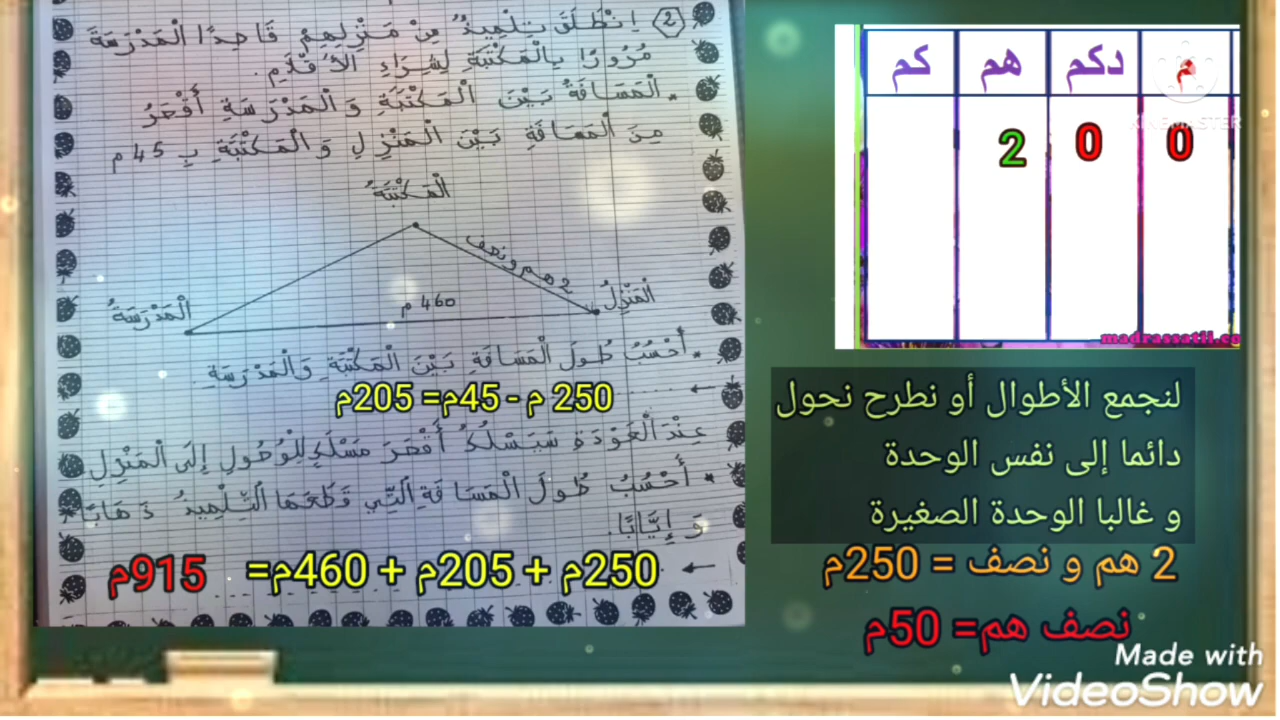 2 اِنْطَلَقَ تِلْمِيذٌ مِنْ مَنْزِلِهِمْ قَاصِدًا الْمَدْرَسَةَ
مُرُورًا بِالْمَكْتَبَةِ لِشِرَاءِ الْأَقْلَامِ.
* الْمَسَافَةُ بَيْنَ الْمَكْتَبَةِ وَ الْمَدْرَسَةِ أَقْصَرُ
مِنَ الْمَسَافَةِ بَيْنَ الْمَنْزِلِ وَ الْمَكْتَبَةِ بِ 45 م
الْمَكْتَبَةُ
2 هم و نصف
الْمَنْزِلُ
460 م
الْمَدْرَسَةُ
* أَحْسُبُ طُولَ الْمَسَافَةِ بَيْنَ الْمَكْتَبَةِ وَالْمَدْرَسَةِ.
250 م - 45م= 205م
عِنْدَ الْعَوْدَةِ سَيَسْلُكُ أَقْصَرَ مَسْلَكٍ لِلْوُصُولِ إِلَى الْمَنْزِلِ
* أَحْسُبُ طُولَ الْمَسَافَةِ الَّتِي قَطَعَهَا التِّلْمِيذُ ذَهَابًا
وَ إِيَّابًا.
250م + 205م + 460م= 915م
كم هم دكم م
KINEMASTER
2 0 0
madrassatii.co
لنجمع الأطوال أو نطرح نحول
دائما إلى نفس الوحدة
و غالبا الوحدة الصغيرة
2 هم و نصف = 250م
نصف هم= 50م
Made with
VideoShow